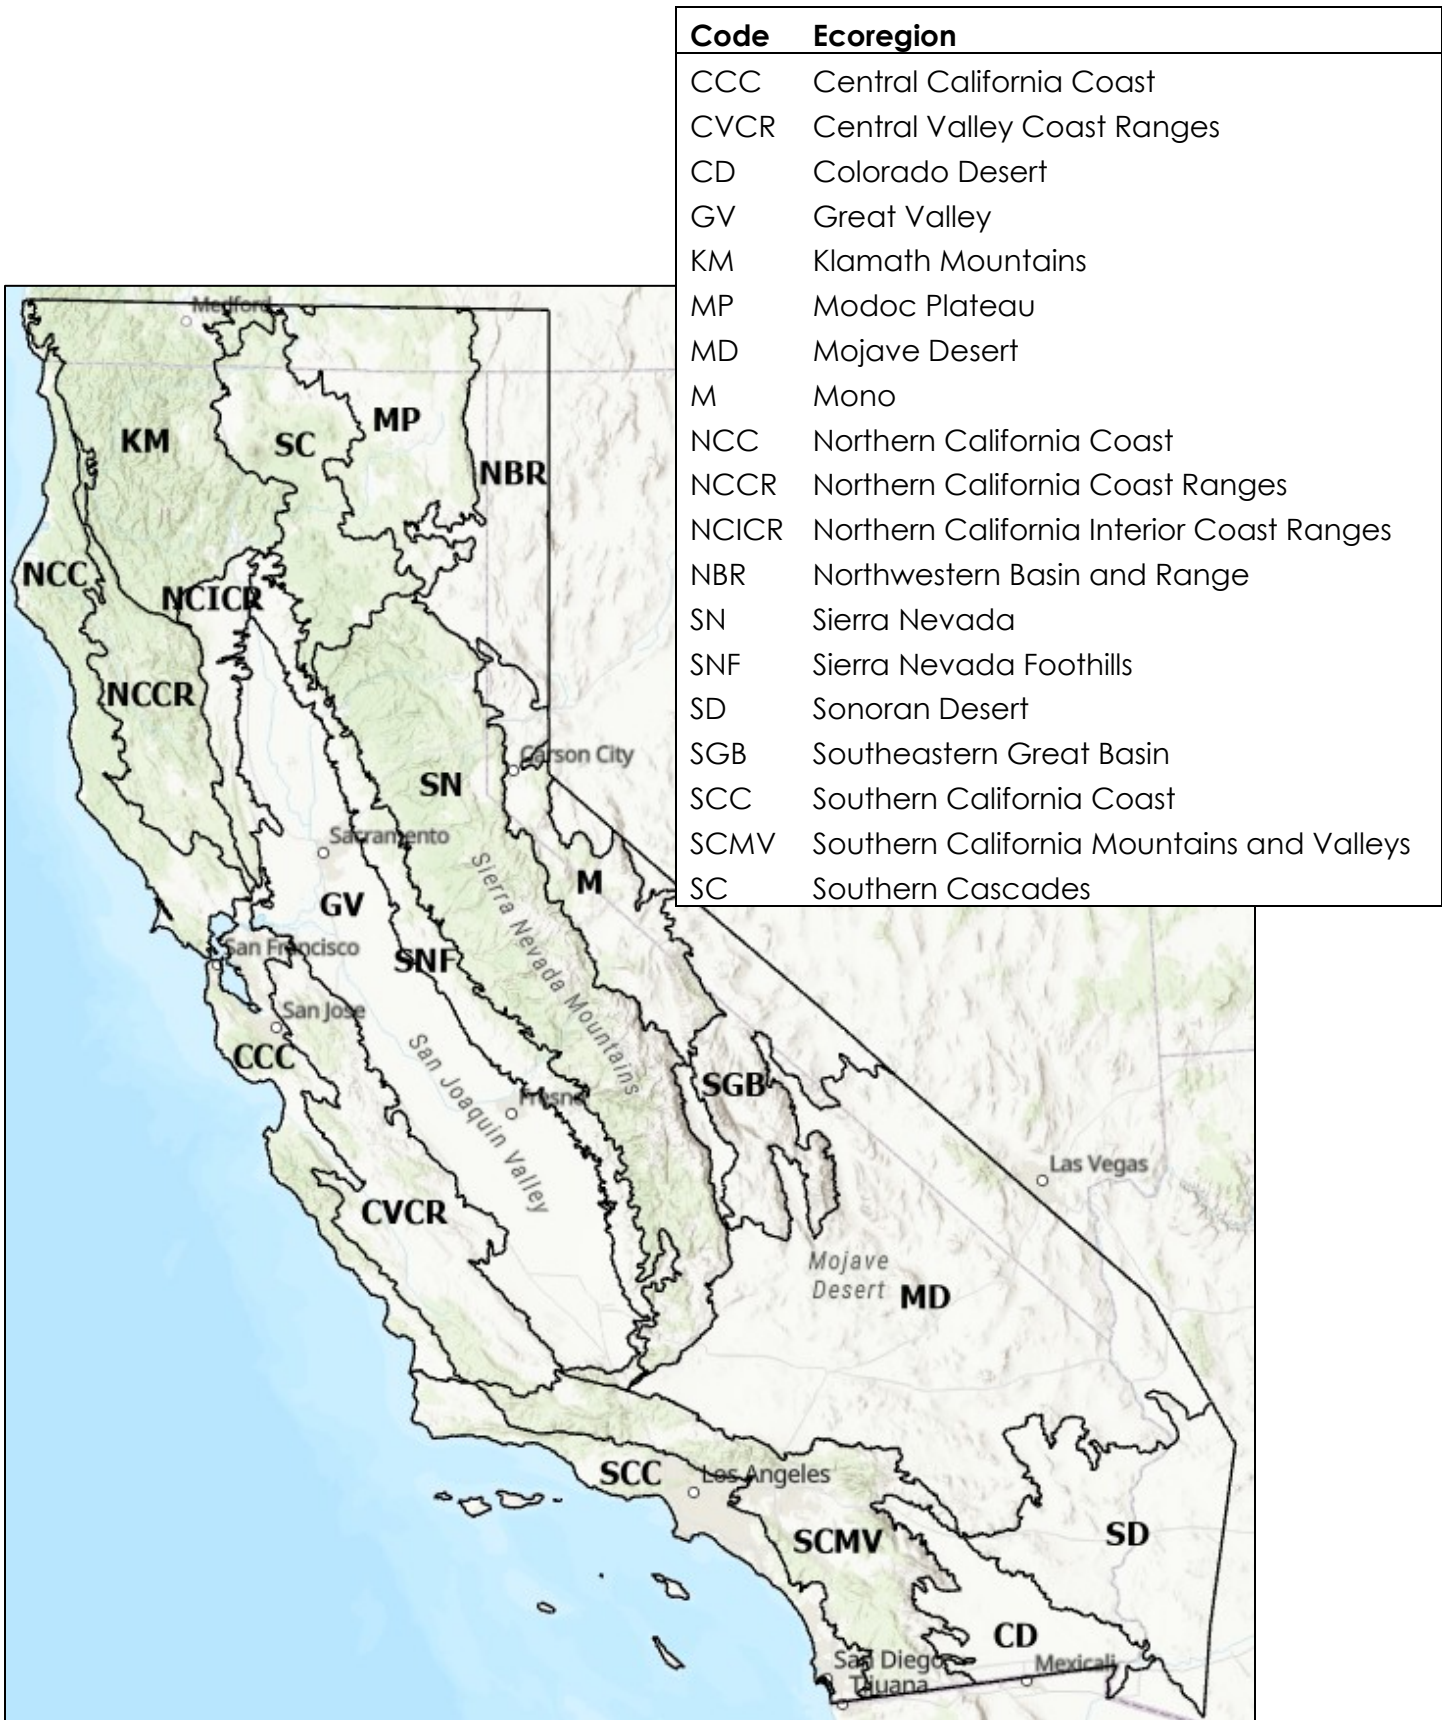 Code Ecoregion
CCC Central California Coast
CVCR Central Valley Coast Ranges
CD Colorado Desert
GV Great Valley
KM Klamath Mountains
MP Modoc Plateau
MD Mojave Desert
M Mono
NCC Northern California Coast
NCCR Northern California Coast Ranges
NCICR Northern California Interior Coast Ranges
NBR Northwestern Basin and Range
SN Sierra Nevada
SNF Sierra Nevada Foothills
SD Sonoran Desert
SGB Southeastern Great Basin
SCC Southern California Coast
SCMV Southern California Mountains and Valleys
SC Southern Cascades
Medford
MP
KM
SC
NBR
NCC
NCICR
NCCR
Carson City
SN
Sacramento
M
GV
Sierra Nevada Mountains
San Francisco
SNF
San Jose
CCC
San Joaquin Valley
SGB
Fresno
Las Vegas
CVCR
Mojave
Desert
MD
SCC
Los Angeles
SCMV
SD
CD
San Diego
Mexicali
Tijuana